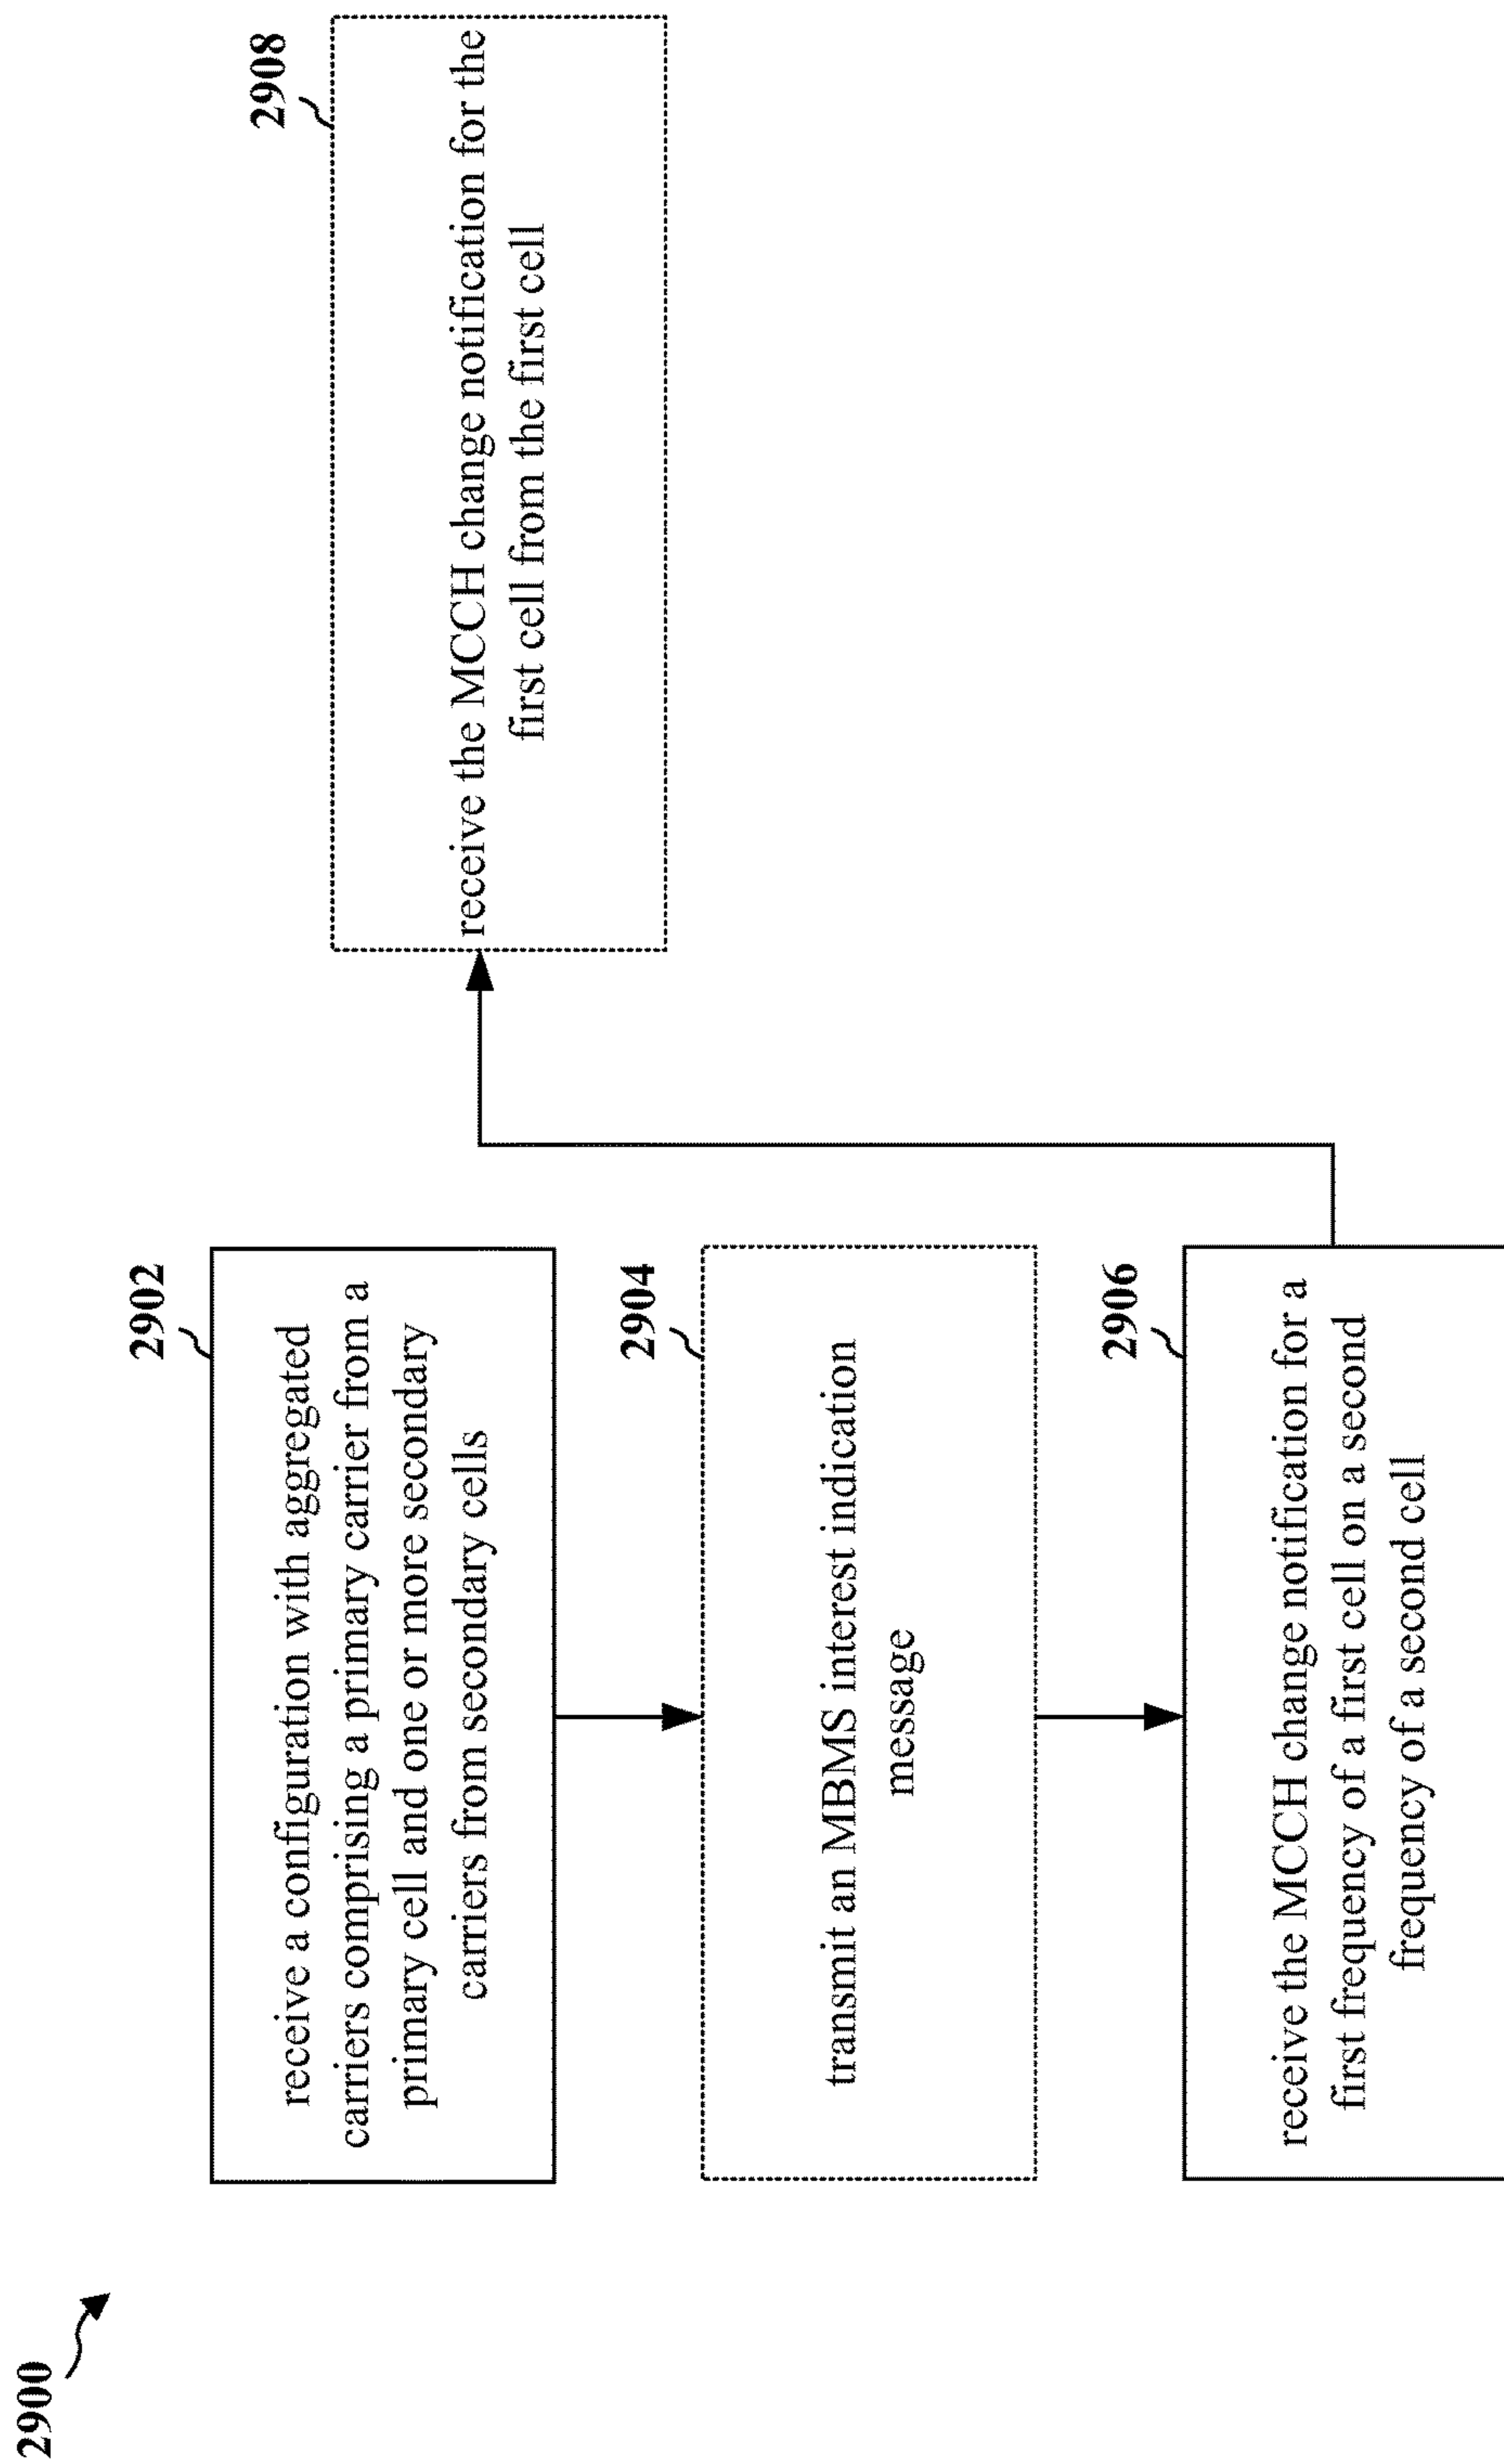 2900
2902
receive a configuration with aggregated
carriers comprising a primary carrier from a
primary cell and one or more secondary
carriers from secondary cells
2904
transmit an MBMS interest indication
message
2906
receive the MCCH change notification for a
first frequency of a first cell on a second
frequency of a second cell
2908
receive the MCCH change notification for the
first cell from the first cell